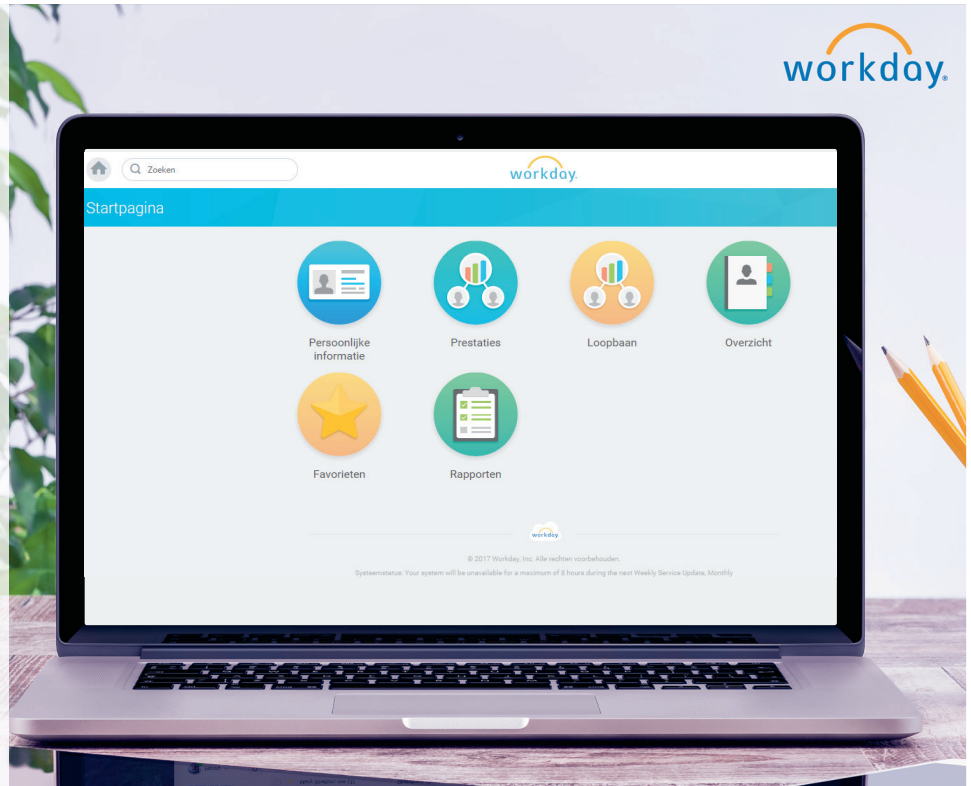 workday.
Zoeken
workday.
Startpagina
Persoonlijke
informatie
Prestaties
Loopbaan
Overzicht
Favorieten
Rapporten
workday.
© 2017 Workday, Inc. Alle rechten voorbehouden.
Systeemstatus: Your system will be unavailable for a maximum of 8 hours during the next Weekly Service Update, Monthly